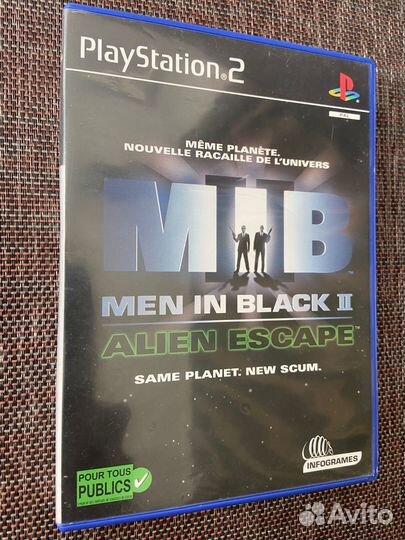 PlayStation®2
PAL
MÊME PLANÈTE.
NOUVELLE RACAILLE DE L'UNIVERS
MIIB™
MEN IN BLACK II
ALIEN ESCAPE™
SAME PLANET. NEW SCUM.
POUR TOUS
PUBLICS
INFOGRAMES
Avito